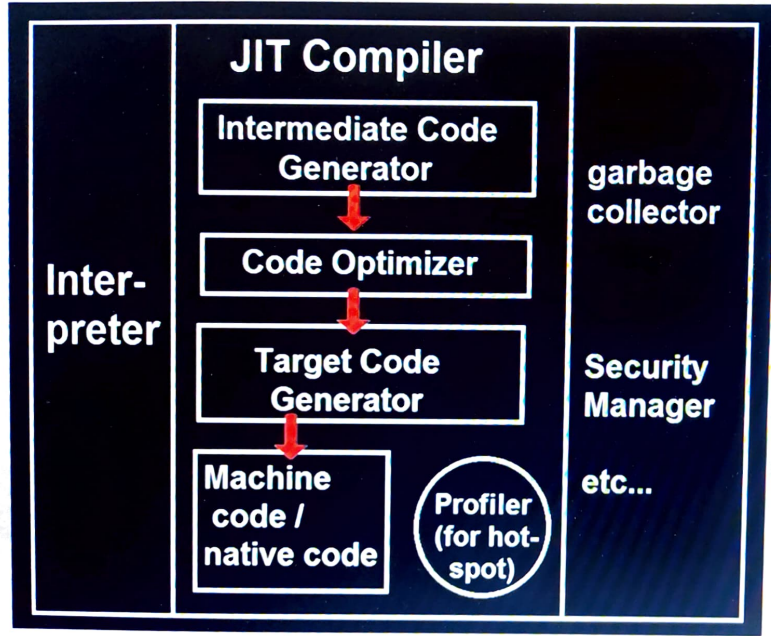 JIT Compiler
Inter-
preter
Intermediate Code
Generator
Code Optimizer
Target Code
Generator
Machine
code /
native code
Profiler
(for hot-
spot)
garbage
collector
Security
Manager
etc...